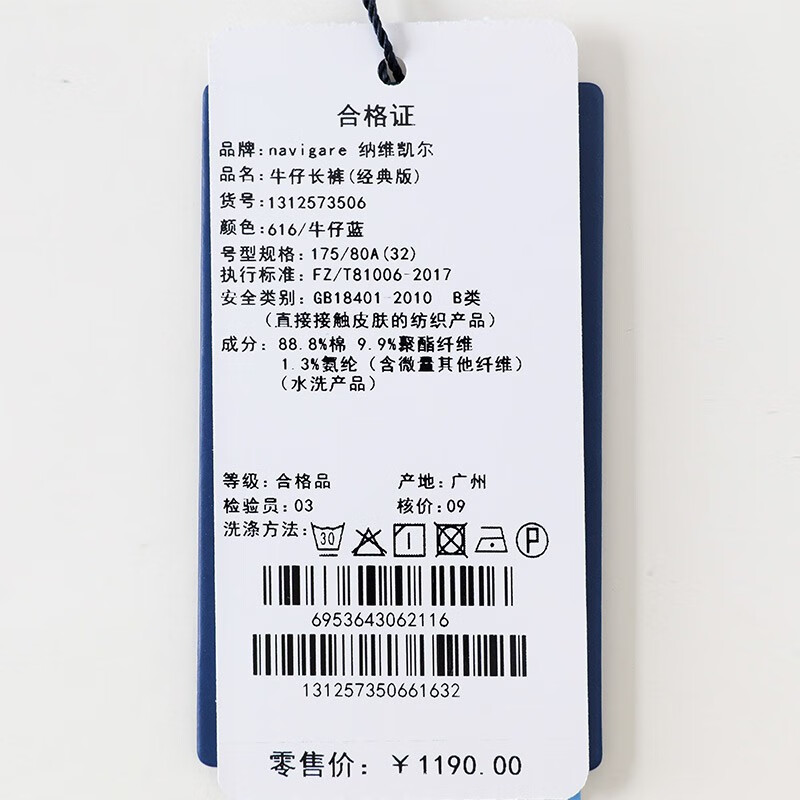 合格证
品牌:navigare 纳维凯尔
品名:牛仔长裤(经典版)
货号:1312573506
颜色:616/牛仔蓝
号型规格:175/80A(32)
执行标准:FZ/T81006-2017
安全类别:GB18401-2010 B类
(直接接触皮肤的纺织产品)
成分:88.8%棉 9.9%聚酯纤维
1.3%氨纶(含微量其他纤维)
(水洗产品)
等级:合格品 产地:广州
检验员:03 核价:09
洗涤方法: 30 P
6953643062116
131257350661632
零售价:￥1190.00